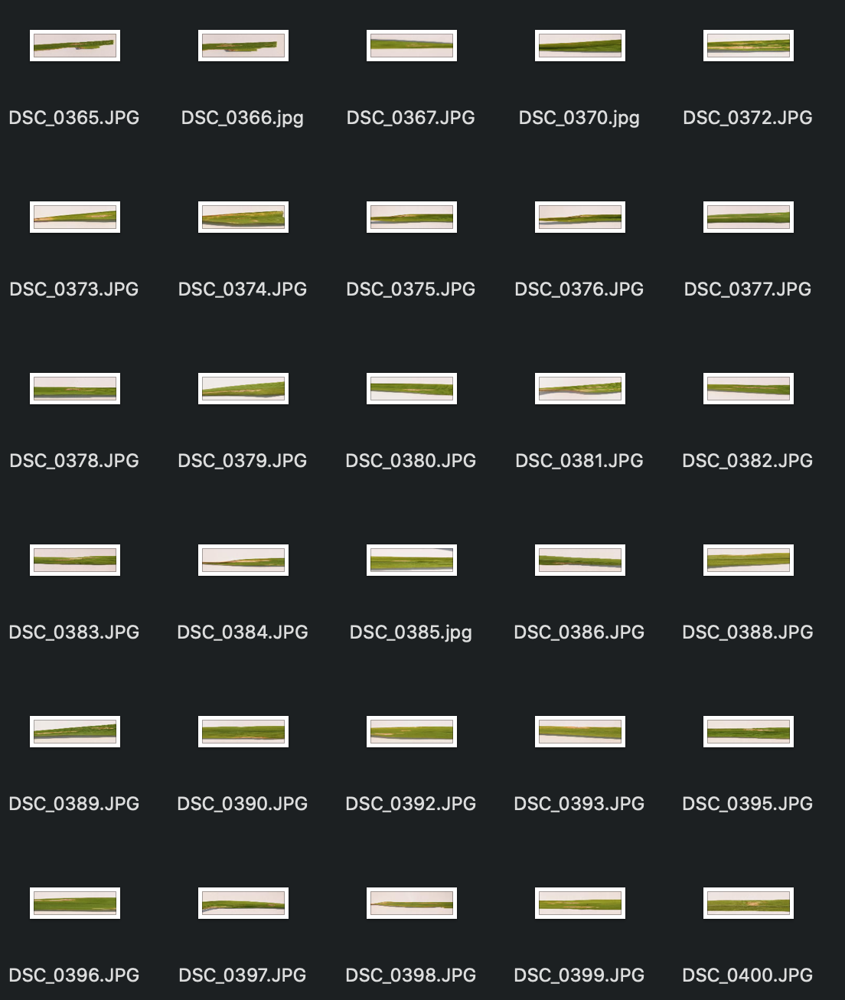 DSC_0365.JPG DSC_0366.jpg DSC_0367.JPG DSC_0370.jpg DSC_0372.JPG
DSC_0373.JPG DSC_0374.JPG DSC_0375.JPG DSC_0376.JPG DSC_0377.JPG
DSC_0378.JPG DSC_0379.JPG DSC_0380.JPG DSC_0381.JPG DSC_0382.JPG
DSC_0383.JPG DSC_0384.JPG DSC_0385.jpg DSC_0386.JPG DSC_0388.JPG
DSC_0389.JPG DSC_0390.JPG DSC_0392.JPG DSC_0393.JPG DSC_0395.JPG
DSC_0396.JPG DSC_0397.JPG DSC_0398.JPG DSC_0399.JPG DSC_0400.JPG